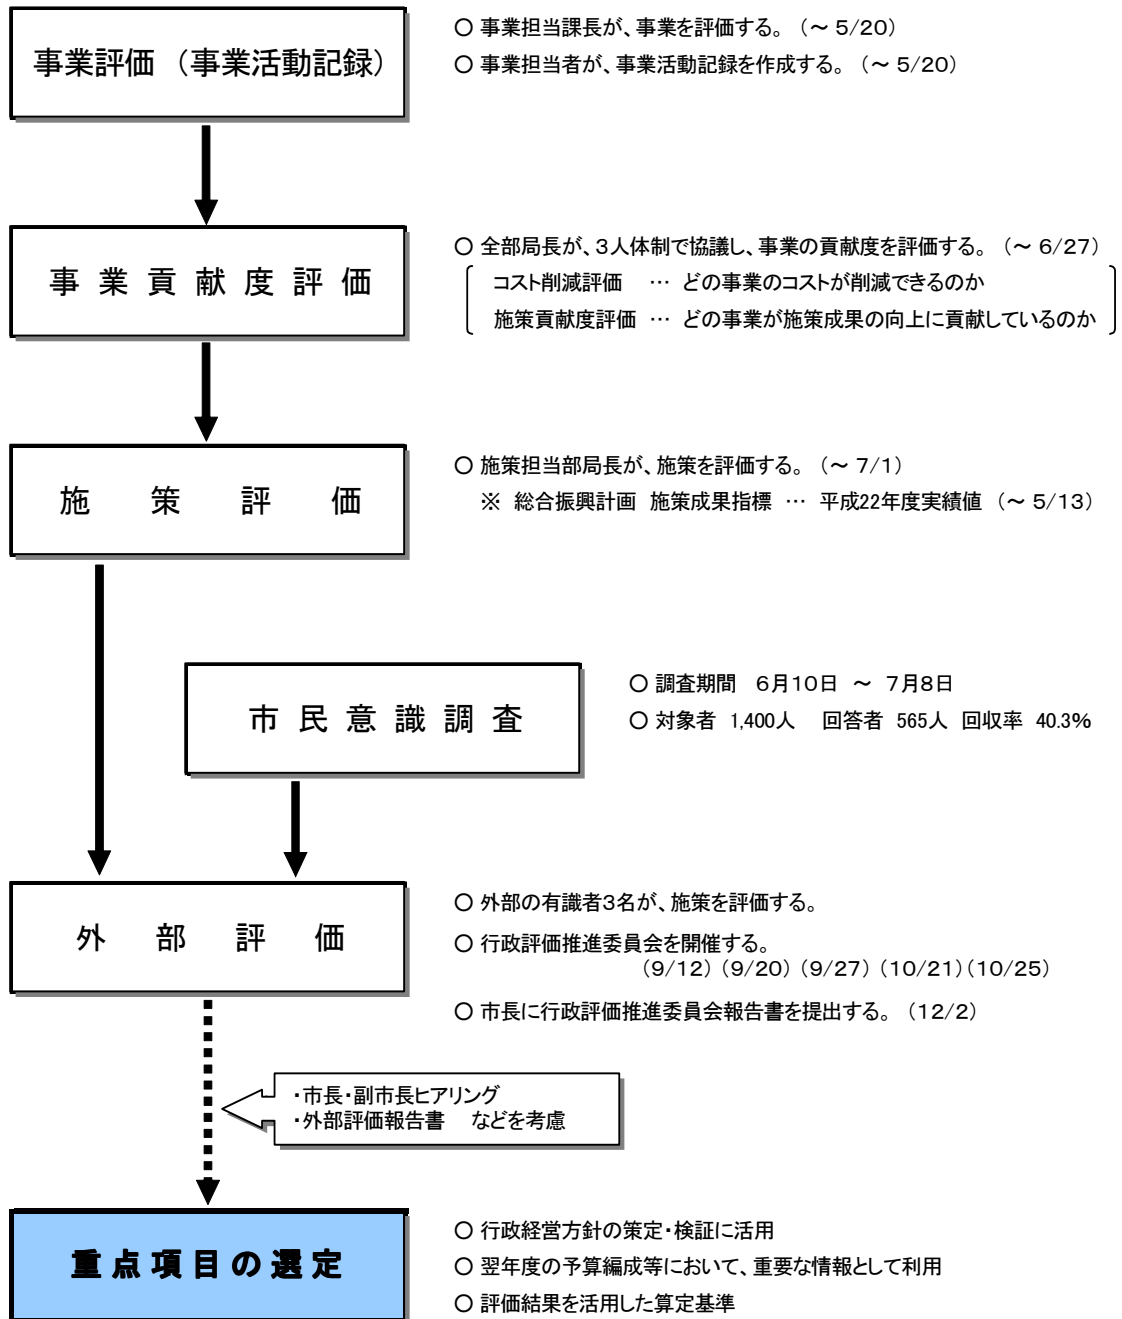 事業評価 （事業活動記録）
○ 事業担当課長が、事業を評価する。 （～ 5/20）
○ 事業担当者が、事業活動記録を作成する。 （～ 5/20）
事業貢献度評価
○ 全部局長が、３人体制で協議し、事業の貢献度を評価する。 （～ 6/27）
コスト削減評価 … どの事業のコストが削減できるのか
施策貢献度評価 … どの事業が施策成果の向上に貢献しているのか
施策評価
○ 施策担当部局長が、施策を評価する。 （～ 7/1）
※ 総合振興計画 施策成果指標 … 平成22年度実績値 （～ 5/13）
市民意識調査
○ 調査期間 6月10日 ～ 7月8日
○ 対象者 1,400人 回答者 565人 回収率 40.3%
外部評価
○ 外部の有識者３名が、施策を評価する。
○ 行政評価推進委員会を開催する。
（9/12）（9/20）（9/27）（10/21）（10/25）
○ 市長に行政評価推進委員会報告書を提出する。 （12/2）
・市長・副市長ヒアリング
・外部評価報告書 などを考慮
重点項目の選定
○ 行政経営方針の策定・検証に活用
○ 翌年度の予算編成等において、重要な情報として利用
○ 評価結果を活用した算定基準